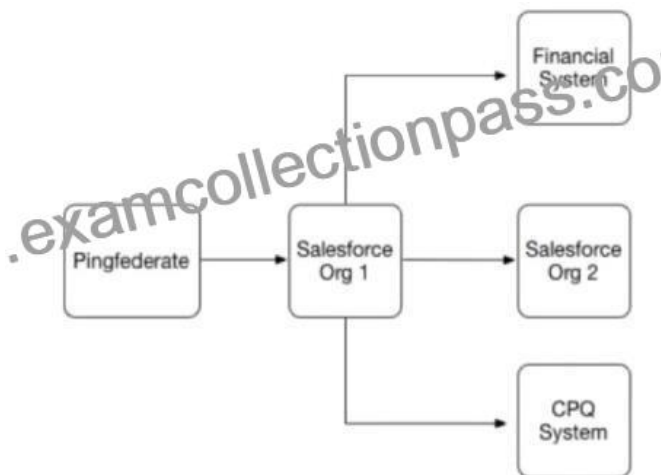 Financial
System
.examcollectionpass.co
Pingfederate
Salesforce
Org 1
Salesforce
Org 2
CPQ
System